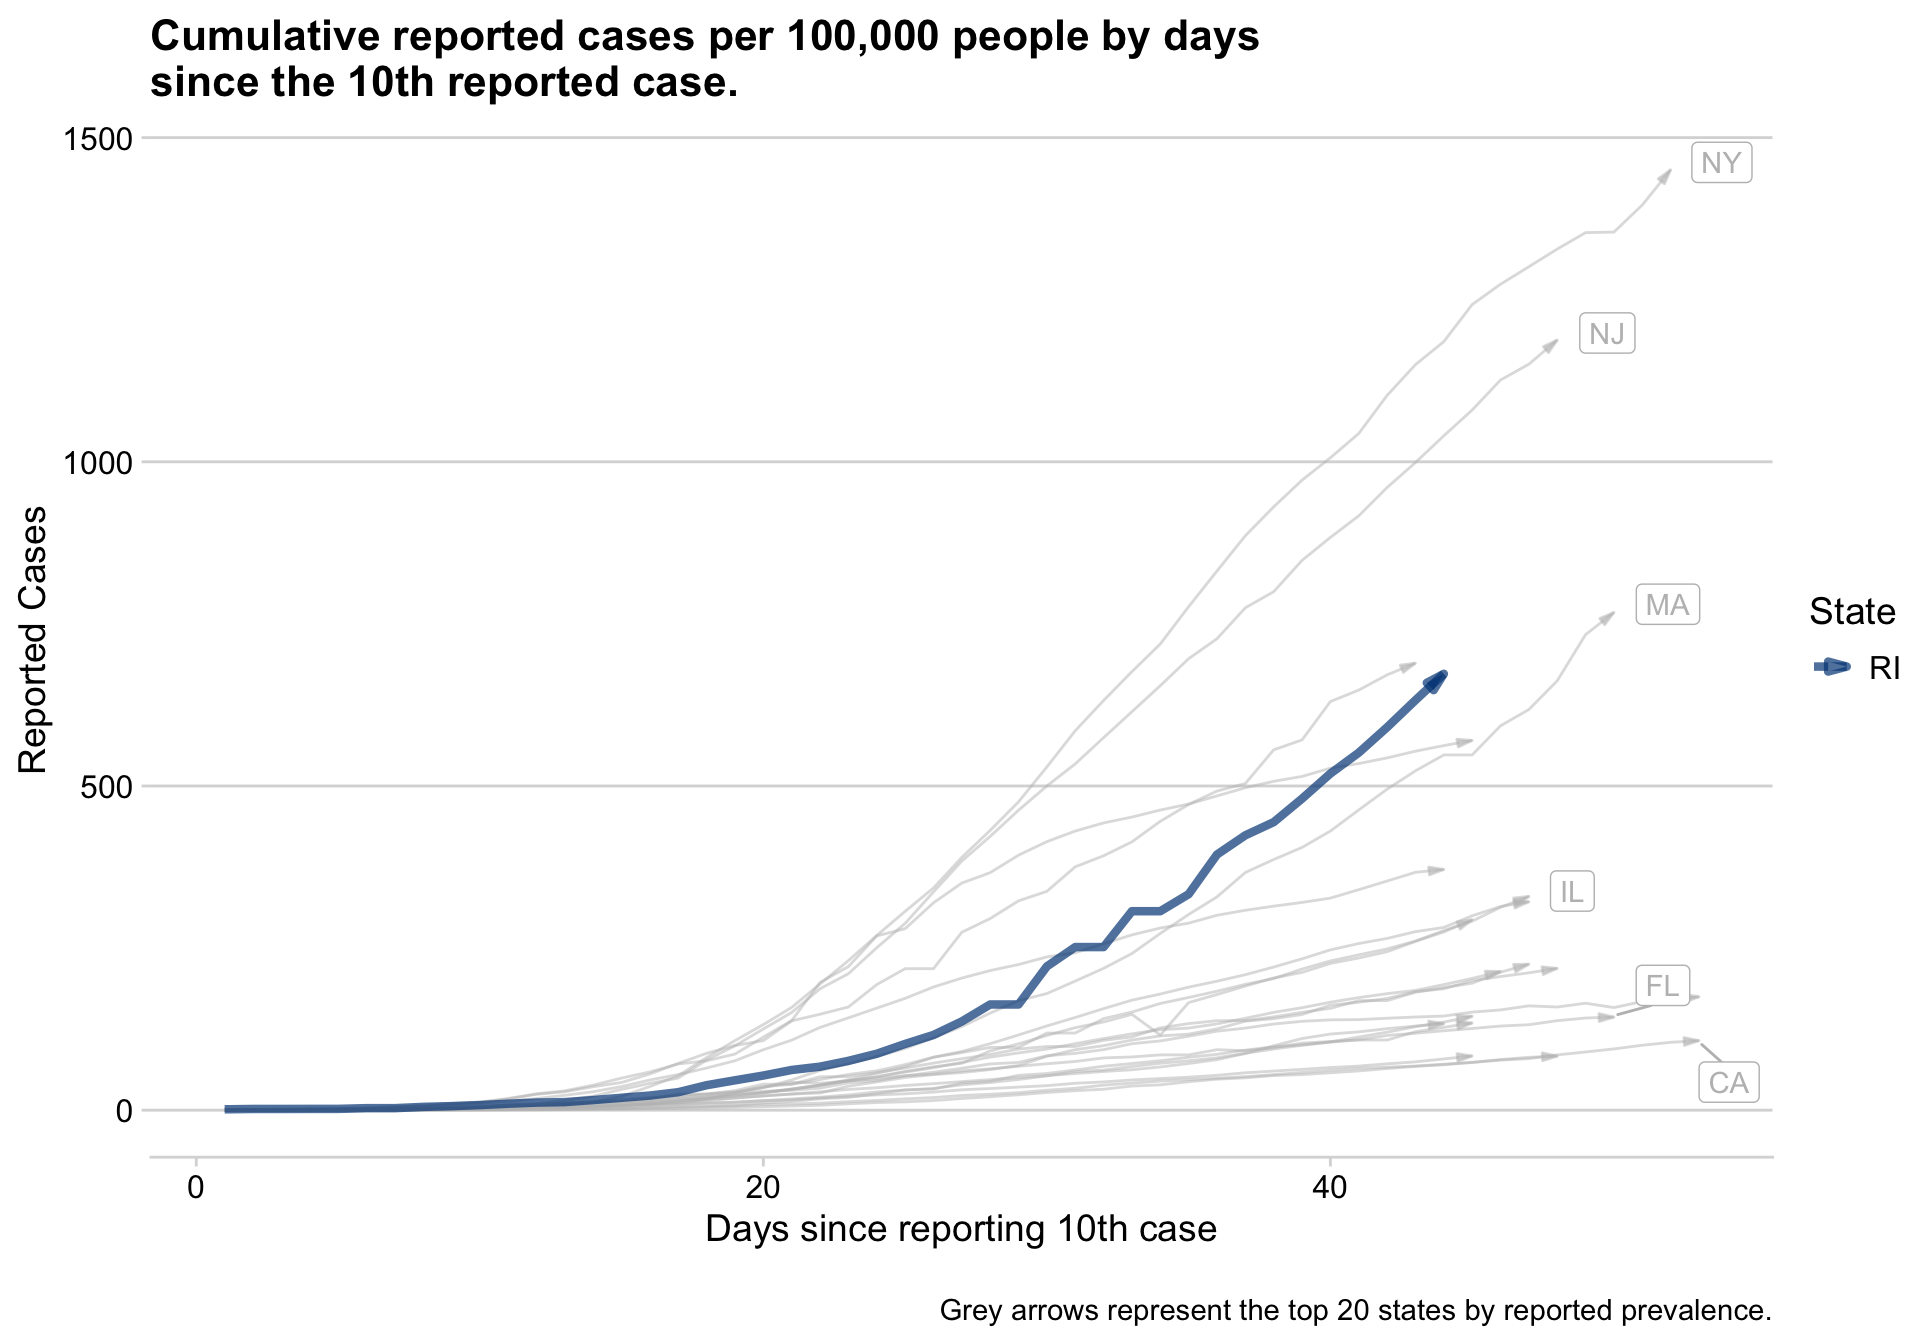 Cumulative reported cases per 100,000 people by days
since the 10th reported case.
1500
1000
500
0
Reported Cases
NY
NJ
MA
IL
FL
CA
State
RI
0
20
40
Days since reporting 10th case
Grey arrows represent the top 20 states by reported prevalence.